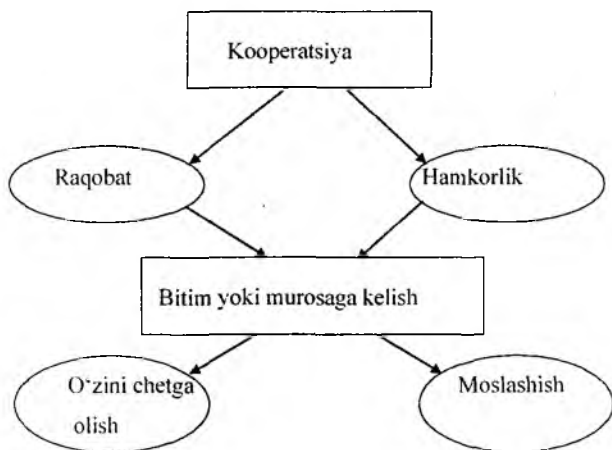 Kooperatsiya
Raqobat
Hamkorlik
Bitim yoki murosaga kelish
O‘zini chetga
olish
Moslashish